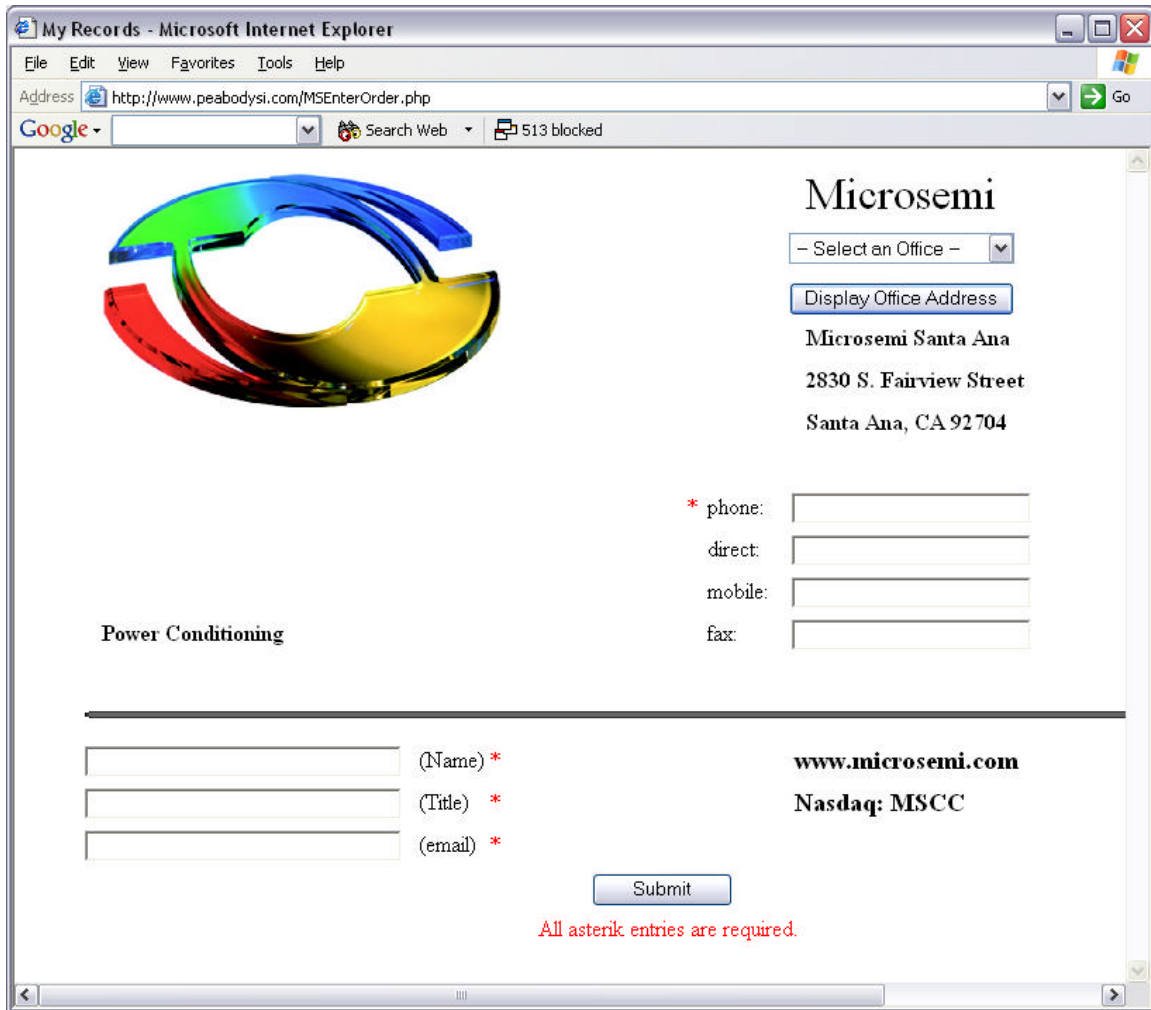 My Records - Microsoft Internet Explorer
File Edit View Favorites Tools Help
Address http://www.peabodysi.com/MSEnterOrder.php Go
Google Search Web 513 blocked
Microsemi
– Select an Office –
Display Office Address
Microsemi Santa Ana
2830 S. Fairview Street
Santa Ana, CA 92704
* phone:
direct:
mobile:
Power Conditioning fax:
(Name) * www.microsemi.com
(Title) * Nasdaq: MSCC
(email) *
Submit
All asterik entries are required.